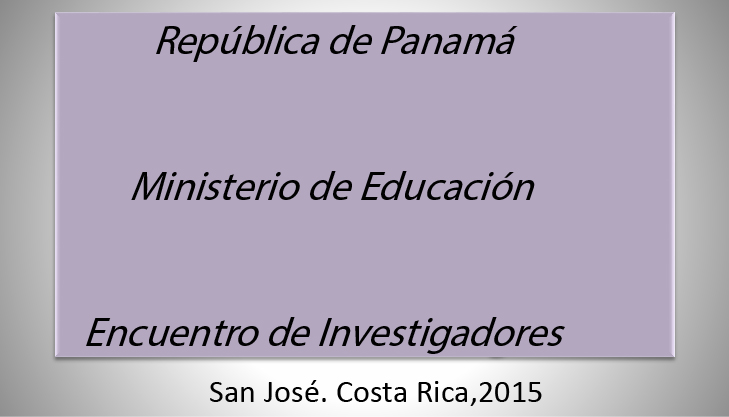 República de Panamá
Ministerio de Educación
Encuentro de Investigadores
San José. Costa Rica,2015